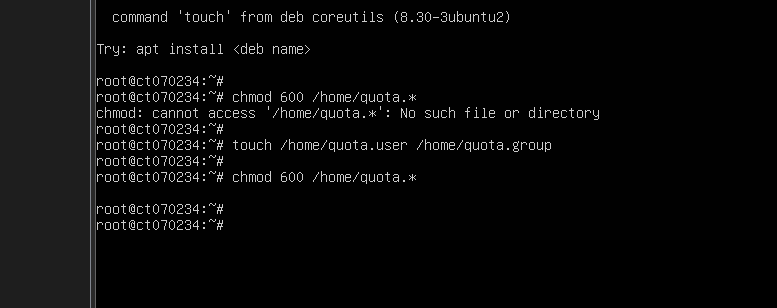 command 'touch' from deb coreutils (8.30-3ubuntu2)
Try: apt install <deb name>
root@ct070234:~#
root@ct070234:~# chmod 600 /home/quota.*
chmod: cannot access '/home/quota.*': No such file or directory
root@ct070234:~#
root@ct070234:~# touch /home/quota.user /home/quota.group
root@ct070234:~#
root@ct070234:~# chmod 600 /home/quota.*
root@ct070234:~#
root@ct070234:~#